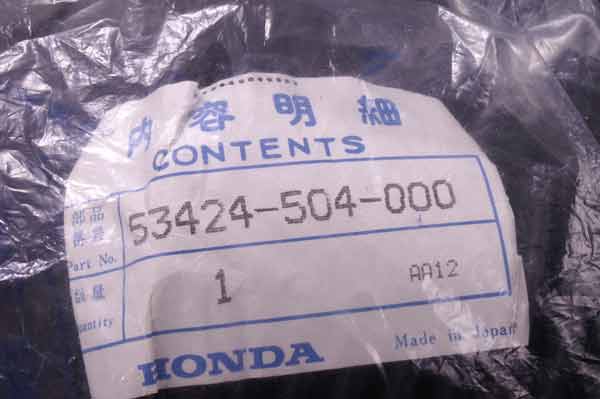 内容明細
CONTENTS
部品
番号
Part No.
53424-504-000
数量
Quantity
1
AA12
HONDA
Made in Japan